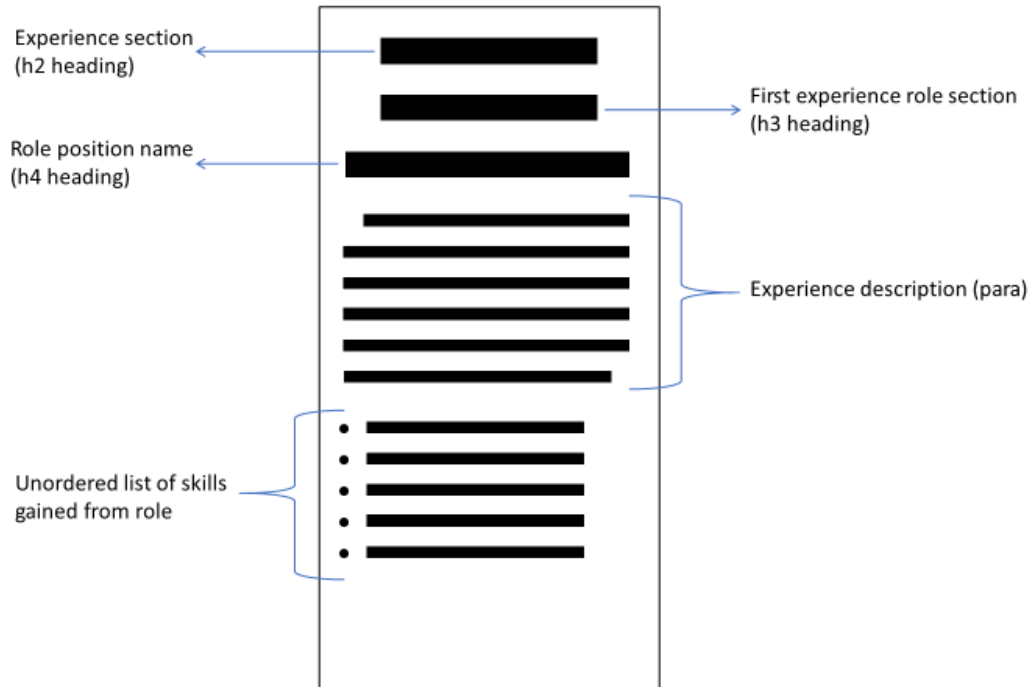 Experience section
(h2 heading)
First experience role section
(h3 heading)
Role position name
(h4 heading)
Experience description (para)
Unordered list of skills
gained from role